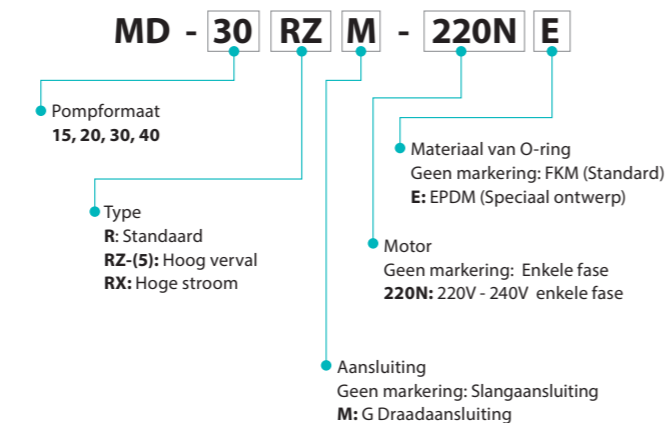 MD - 30 RZ M - 220N E
Pompformaat
15, 20, 30, 40
Materiaal van O-ring
Geen markering: FKM (Standard)
E: EPDM (Speciaal ontwerp)
Type
R: Standaard
RZ-(5): Hoog verval
RX: Hoge stroom
Motor
Geen markering: Enkele fase
220N: 220V - 240V enkele fase
Aansluiting
Geen markering: Slangaansluiting
M: G Draadaansluiting